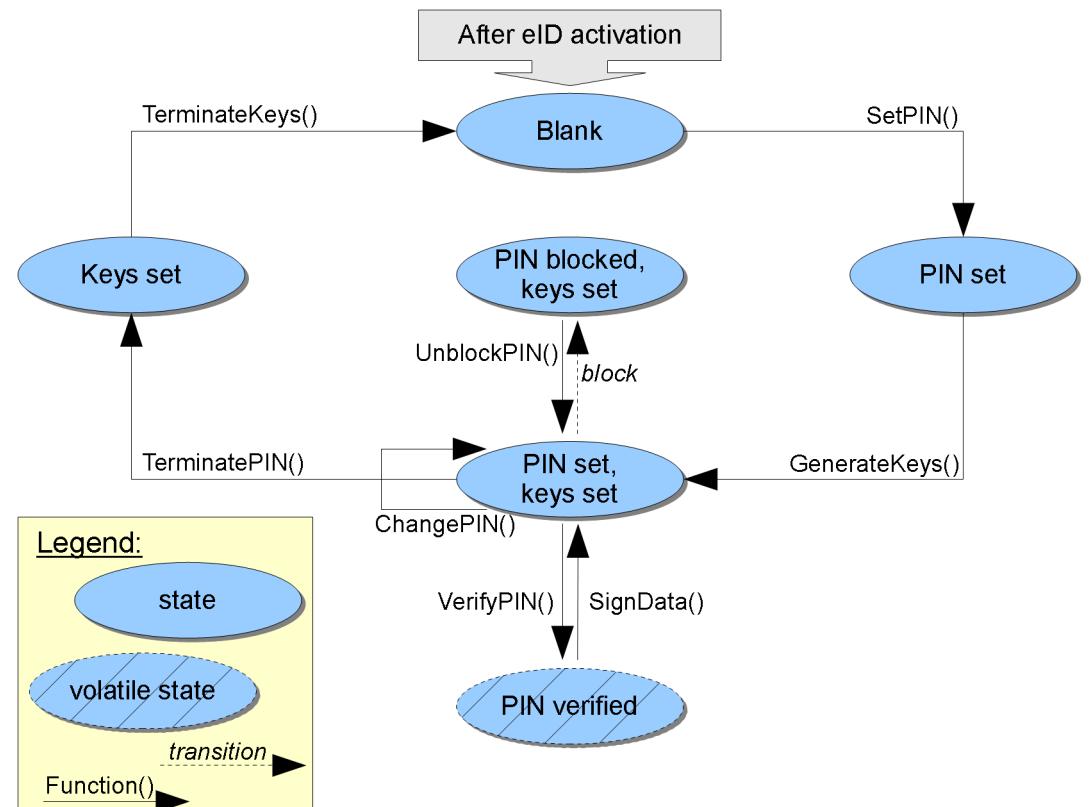 After eID activation
TerminateKeys()
Blank
SetPIN()
Keys set
PIN blocked,
keys set
PIN set
UnblockPIN()
block
TerminatePIN()
PIN set,
keys set
GenerateKeys()
ChangePIN()
Legend:
state
VerifyPIN()
SignData()
volatile state
PIN verified
transition
Function()